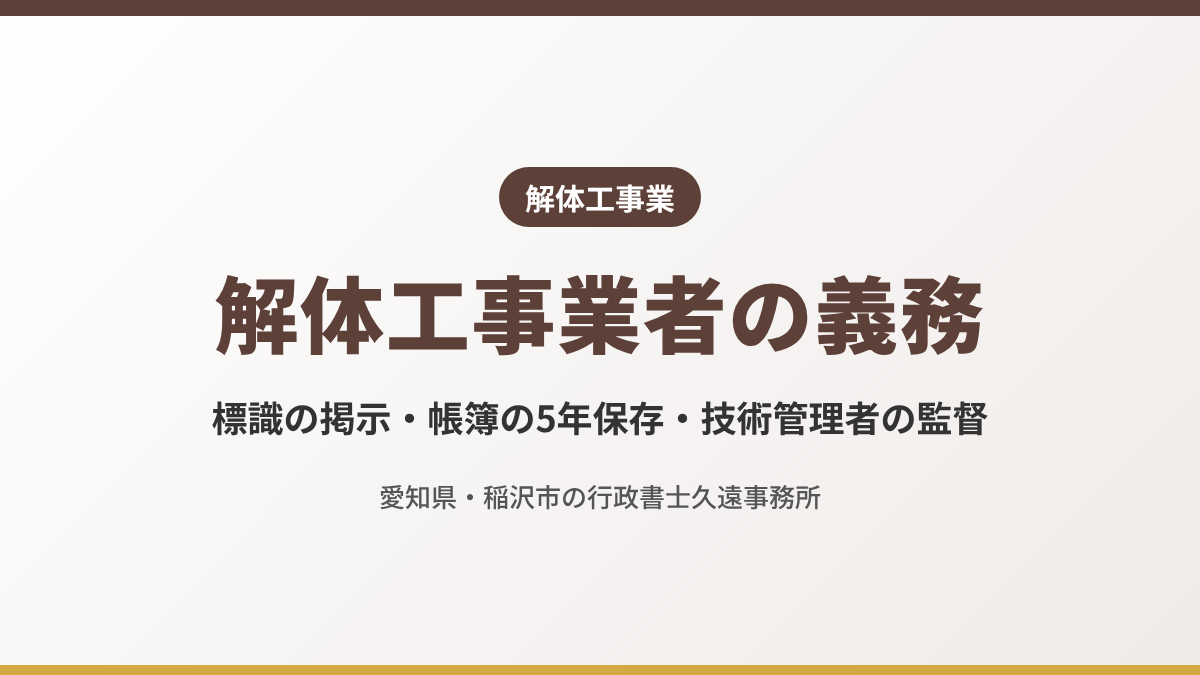 解体工事業
解体工事業者の義務
標識の掲示・帳簿の5年保存・技術管理者の監督
愛知県・稲沢市の行政書士久遠事務所